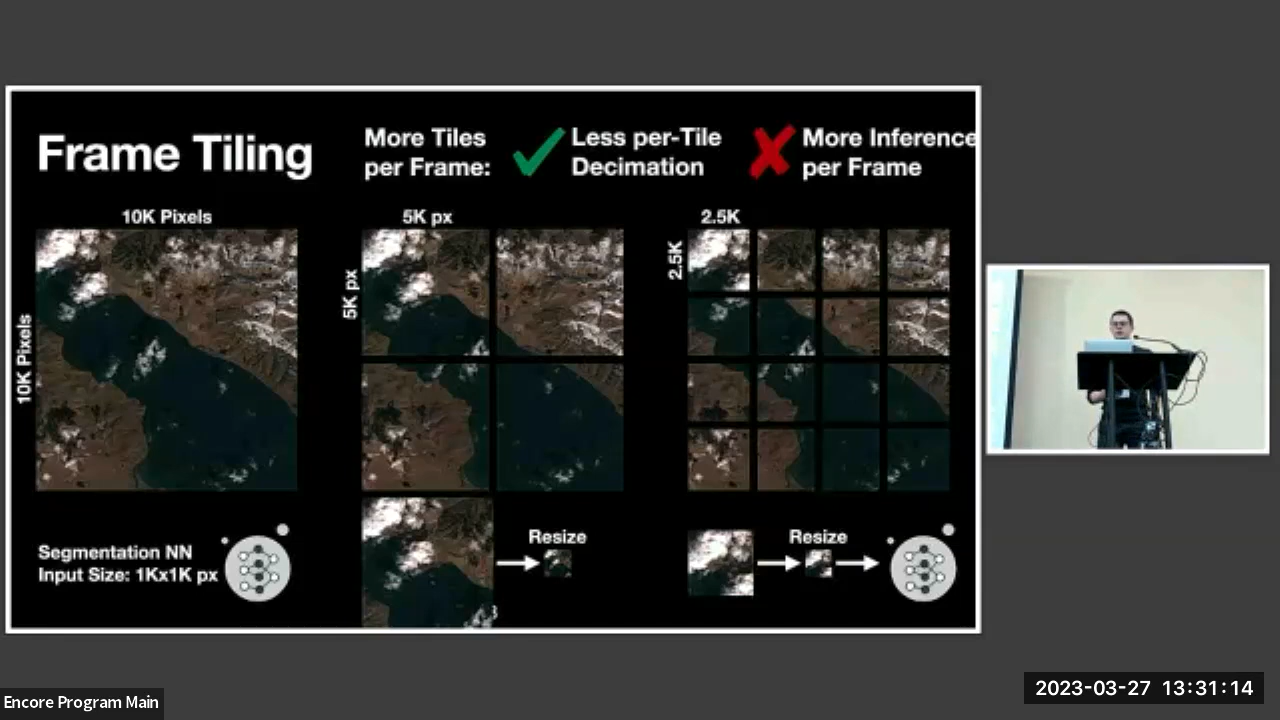 Frame Tiling
More Tiles
per Frame:
Less per-Tile
Decimation
More Inference
per Frame
10K Pixels
10K Pixels
5K px
5K px
2.5K
2.5K
Segmentation NN
Input Size: 1Kx1K px
Resize
Resize
Encore Program Main
2023-03-27 13:31:14